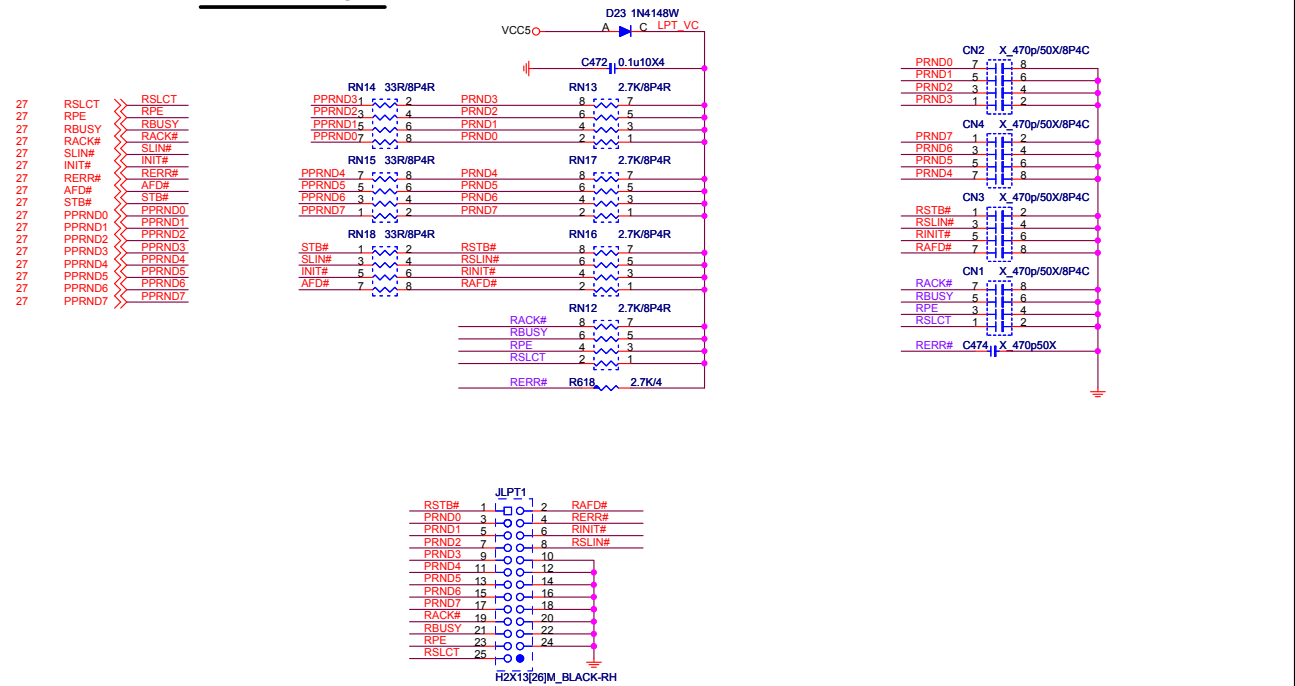 D23 1N4148W
VCC5 A C LPT_VC
C472 0.1u10X4
RN14 33R/8P4R RN13 2.7K/8P4R
PPRND3 1 2 PRND3 8 7
PPRND2 3 4 PRND2 6 5
PPRND1 5 6 PRND1 4 3
PPRND0 7 8 PRND0 2 1
RN15 33R/8P4R RN17 2.7K/8P4R
PPRND4 7 8 PRND4 8 7
PPRND5 5 6 PRND5 6 5
PPRND6 3 4 PRND6 4 3
PPRND7 1 2 PRND7 2 1
RN18 33R/8P4R RN16 2.7K/8P4R
STB# 1 2 RSTB# 8 7
SLIN# 3 4 RSLIN# 6 5
INIT# 5 6 RINIT# 4 3
AFD# 7 8 RAFD# 2 1
RN12 2.7K/8P4R
RACK# 8 7
RBUSY 6 5
RPE 4 3
RSLCT 2 1
RERR# R618 2.7K/4
27 RSLCT RSLCT
27 RPE RPE
27 RBUSY RBUSY
27 RACK# RACK#
27 SLIN# SLIN#
27 INIT# INIT#
27 RERR# RERR#
27 AFD# AFD#
27 STB# STB#
27 PPRND0 PPRND0
27 PPRND1 PPRND1
27 PPRND2 PPRND2
27 PPRND3 PPRND3
27 PPRND4 PPRND4
27 PPRND5 PPRND5
27 PPRND6 PPRND6
27 PPRND7 PPRND7
CN2 X_470p/50X/8P4C
PRND0 7 8
PRND1 5 6
PRND2 3 4
PRND3 1 2
CN4 X_470p/50X/8P4C
PRND7 1 2
PRND6 3 4
PRND5 5 6
PRND4 7 8
CN3 X_470p/50X/8P4C
RSTB# 1 2
RSLIN# 3 4
RINIT# 5 6
RAFD# 7 8
CN1 X_470p/50X/8P4C
RACK# 7 8
RBUSY 5 6
RPE 3 4
RSLCT 1 2
RERR# C474 X_470p50X
JLPT1
RSTB# 1 2 RAFD#
PRND0 3 4 RERR#
PRND1 5 6 RINIT#
PRND2 7 8 RSLIN#
PRND3 9 10
PRND4 11 12
PRND5 13 14
PRND6 15 16
PRND7 17 18
RACK# 19 20
RBUSY 21 22
RPE 23 24
RSLCT 25
H2X13[26]M_BLACK-RH